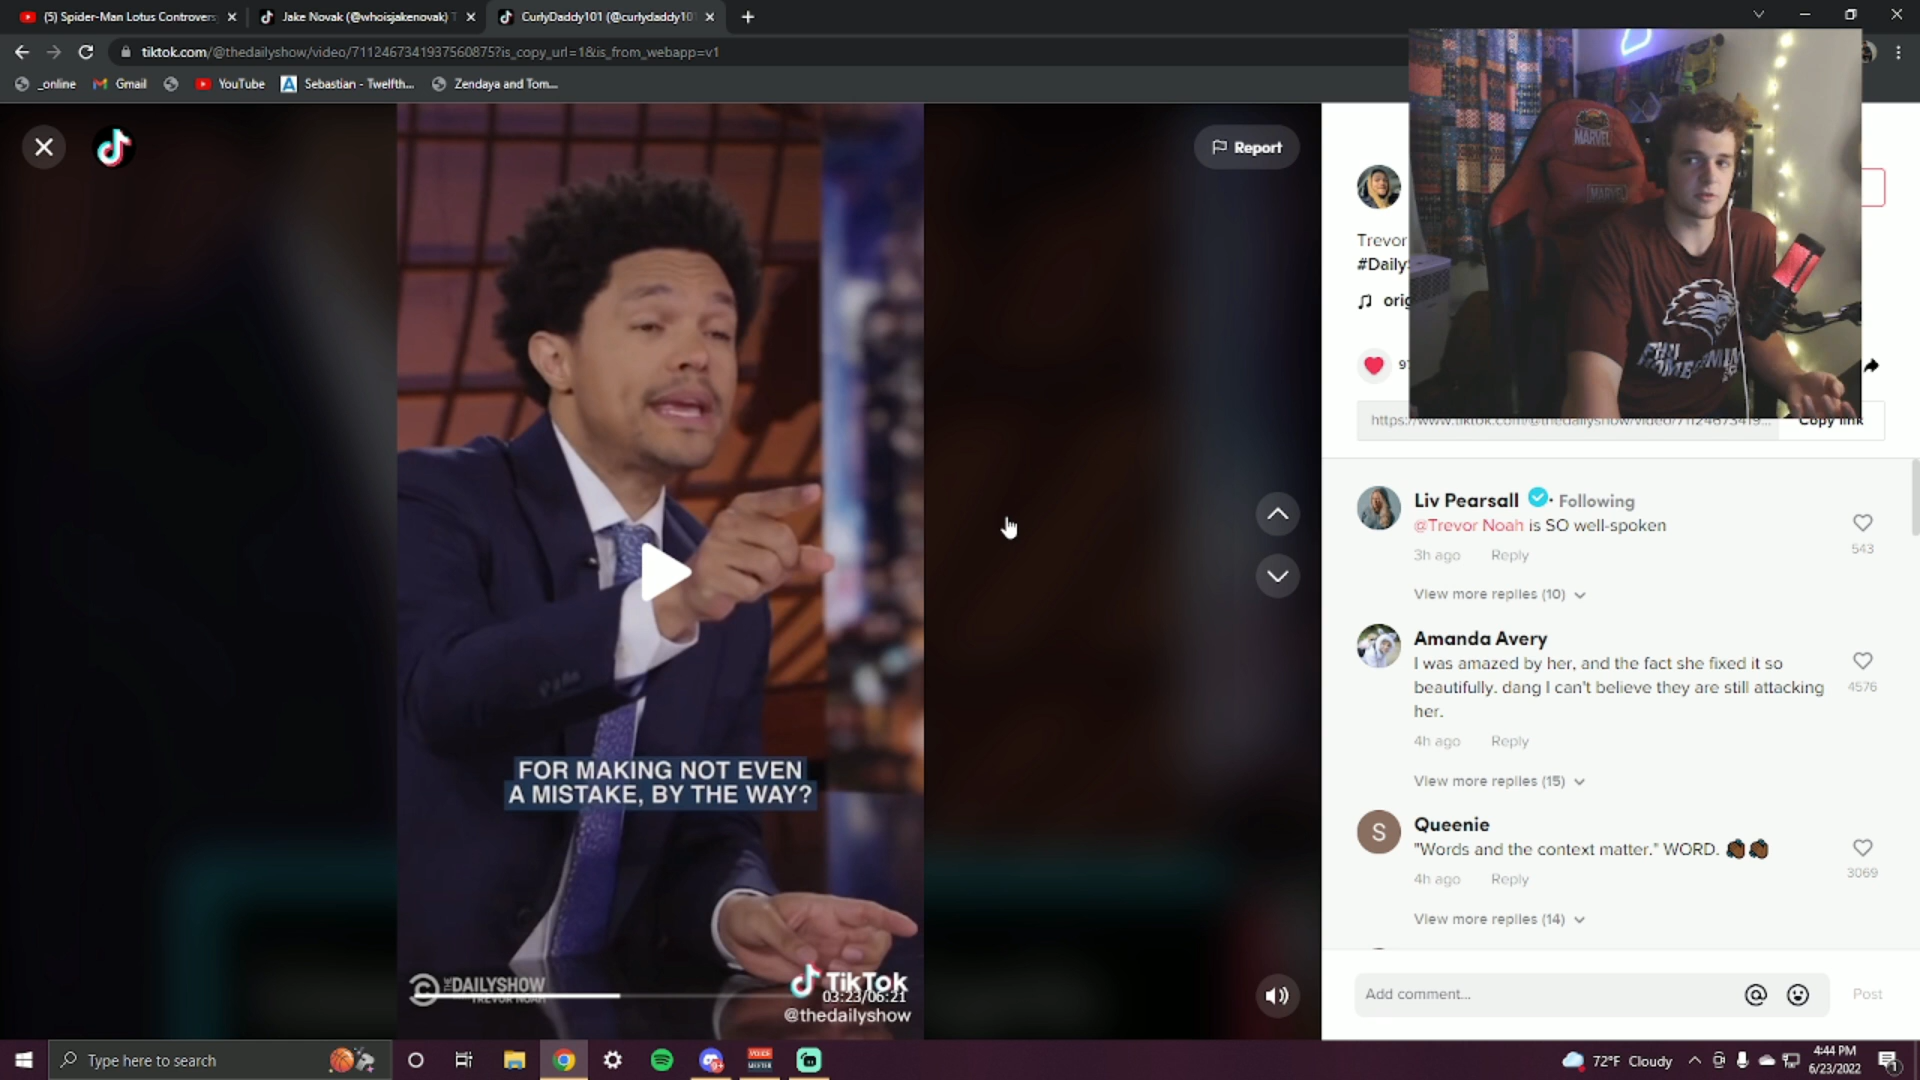 (5) Spider-Man Lotus Controvers
Jake Novak (@whoisjakenovak) T
CurlyDaddy101 (@curlydaddy10
tiktok.com/@thedailyshow/video/7112467341937560875?is_copy_url=1&is_from_webapp=v1
_online
Gmail
YouTube
Sebastian - Twelfth...
Zendaya and Tom...
Report
MARVEL
MARVEL
Trevor
#Daily
orig
https://www.tiktok.com/@thedailyshow/video/71124673419...
Copy link
Liv Pearsall · Following
@Trevor Noah is SO well-spoken
543
3h ago Reply
View more replies (10)
Amanda Avery
I was amazed by her, and the fact she fixed it so
beautifully. dang I can't believe they are still attacking
her.
4576
4h ago Reply
View more replies (15)
S
Queenie
"Words and the context matter." WORD.
3069
4h ago Reply
View more replies (14)
FOR MAKING NOT EVEN
A MISTAKE, BY THE WAY?
THE DAILYSHOW
TREVOR NOAH
TikTok
03:23/06:21
@thedailyshow
Add comment...
Post
Type here to search
72°F Cloudy
4:44 PM
6/23/2022
1